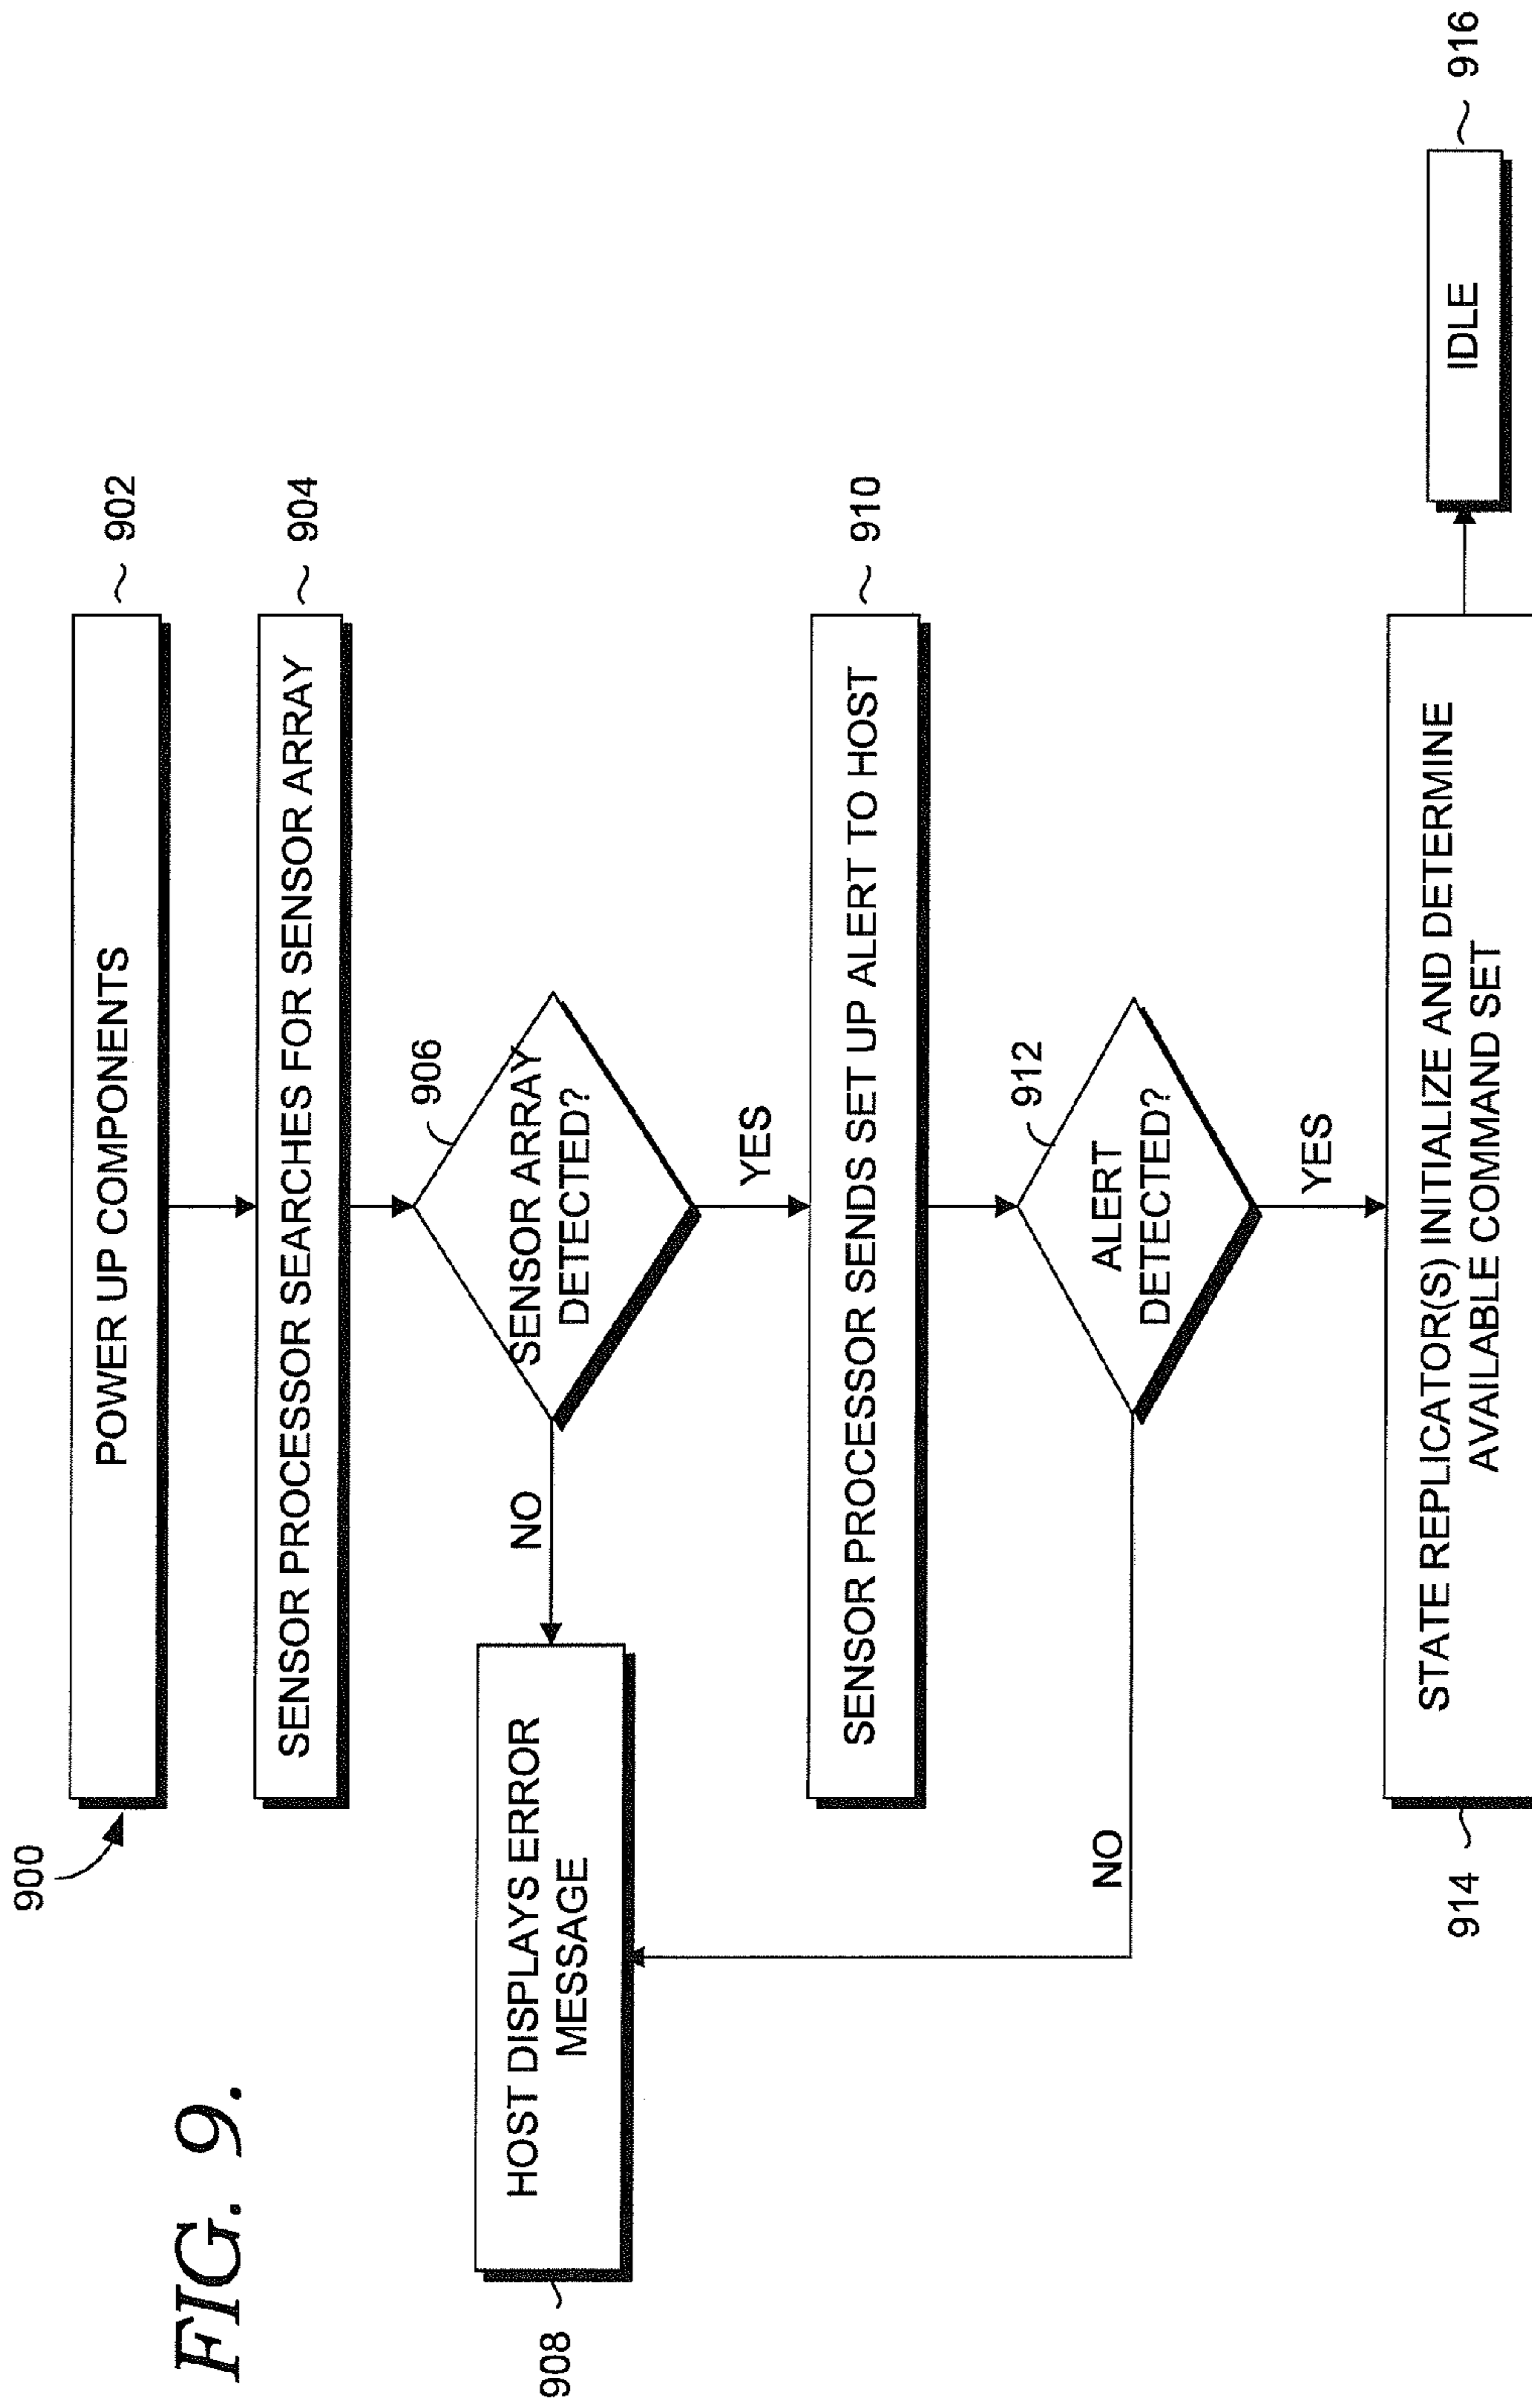 FIG. 9.
900
POWER UP COMPONENTS
902
SENSOR PROCESSOR SEARCHES FOR SENSOR ARRAY
904
906
SENSOR ARRAY
DETECTED?
NO
HOST DISPLAYS ERROR
MESSAGE
908
YES
SENSOR PROCESSOR SENDS SET UP ALERT TO HOST
910
912
ALERT
DETECTED?
NO
YES
STATE REPLICATOR(S) INITIALIZE AND DETERMINE
AVAILABLE COMMAND SET
914
IDLE
916